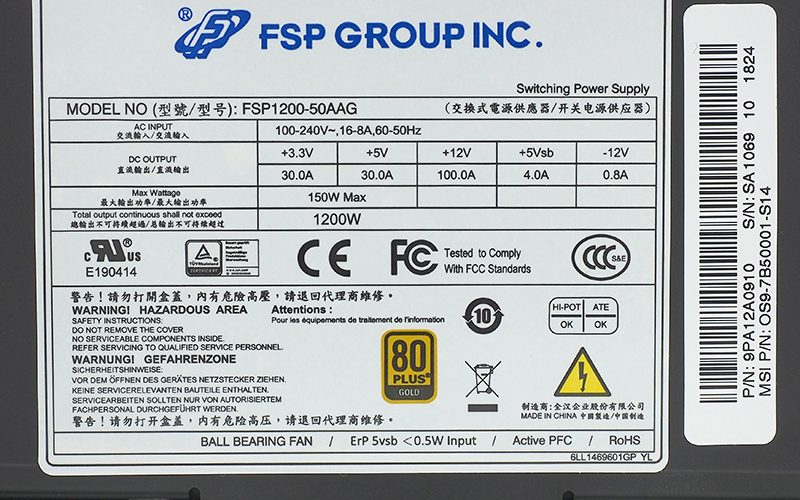 ® FSP FSP GROUP INC.
Switching Power Supply
MODEL NO (型號/型号): FSP1200-50AAG (交換式電源供應器/开关电源供应器)
AC INPUT 100-240V~,16-8A,60-50Hz
交流輸入/交流输入
DC OUTPUT +3.3V +5V +12V +5Vsb -12V
直流輸出/直流输出 30.0A 30.0A 100.0A 4.0A 0.8A
Max Wattage 150W Max
最大輸出功率/最大输出功率
Total output continuous shall not exceed 1200W
總輸出不可持續超過/总输出不可持续超过
c RU US
E190414
TÜVRheinland
CERTIFIED
CE
FC Tested to Comply
With FCC Standards
CCC S&E
警告！請勿打開盒蓋，內有危險高壓，請退回代理商維修。
WARNING! HAZARDOUS AREA
SAFETY INSTRUCTIONS:
DO NOT REMOVE THE COVER
NO SERVICEABLE COMPONENTS INSIDE.
REFER SERVICING TO QUALIFIED SERVICE PERSONNEL.
WARNUNG! GEFAHRENZONE
SICHERHEITSHINWEISE:
VOR DEM ÖFFNEN DES GERÄTES NETZSTECKER ZIEHEN.
KEINE SERVICERELEVANTEN BAUTEILE ENTHALTEN.
SERVICEARBEITEN SOLLTEN NUR VON AUTORISIERTEM
FACHPERSONAL DURCHGEFÜHRT WERDEN.
警告！请勿打开盒盖，内有危险高压，请退回代理商维修。
Attentions :
Pour les équipements de traitement de l'information
80
PLUS®
GOLD
10
HI-POT ATE
OK OK
制造商: 全汉企业股份有限公司
MADE IN CHINA 中國製造/中国制造
BALL BEARING FAN / ErP 5vsb <0.5W Input / Active PFC / RoHS
6LL1469601GP YL
P/N: 9PA12A0910 S/N: SA1069 10 1824
MSI P/N: OS9-7B50001-S14